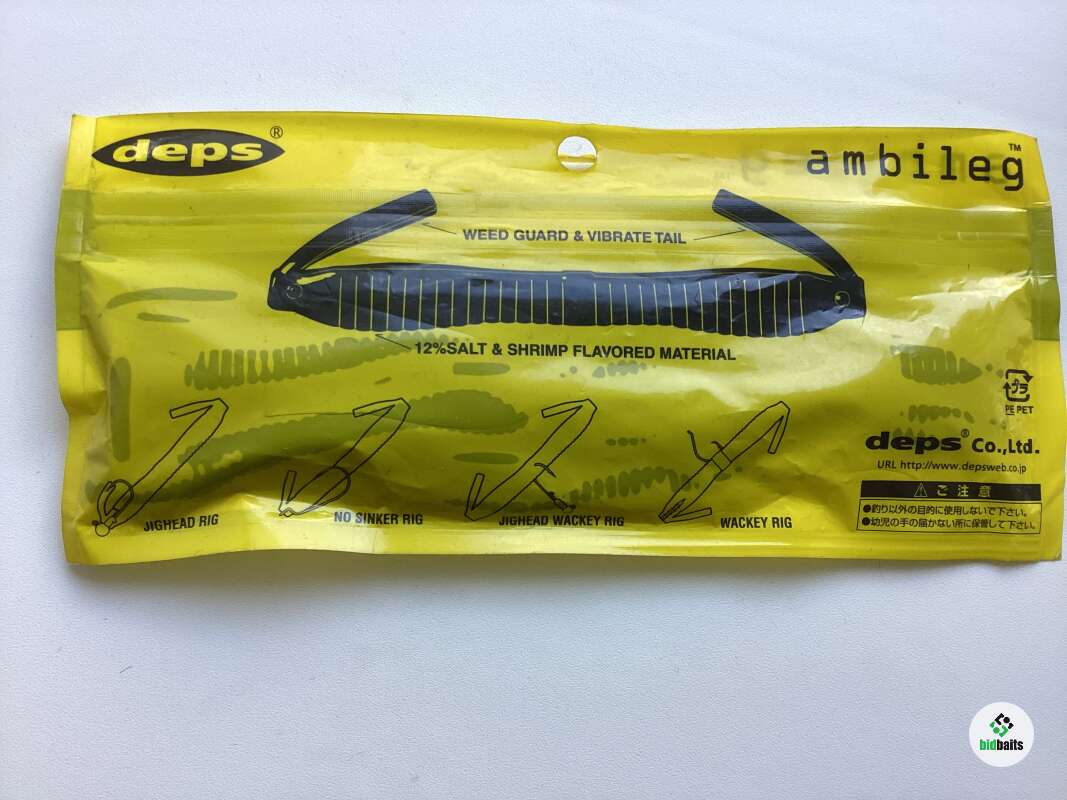 deps®
ambileg™
WEED GUARD & VIBRATE TAIL
12%SALT & SHRIMP FLAVORED MATERIAL
プラ
PE PET
deps® Co.,Ltd.
URL http://www.depsweb.co.jp
ご注意
●釣り以外の目的に使用しないで下さい。
●幼児の手の届かない所に保管して下さい。
JIGHEAD RIG
NO SINKER RIG
JIGHEAD WACKEY RIG
WACKEY RIG
bidbaits